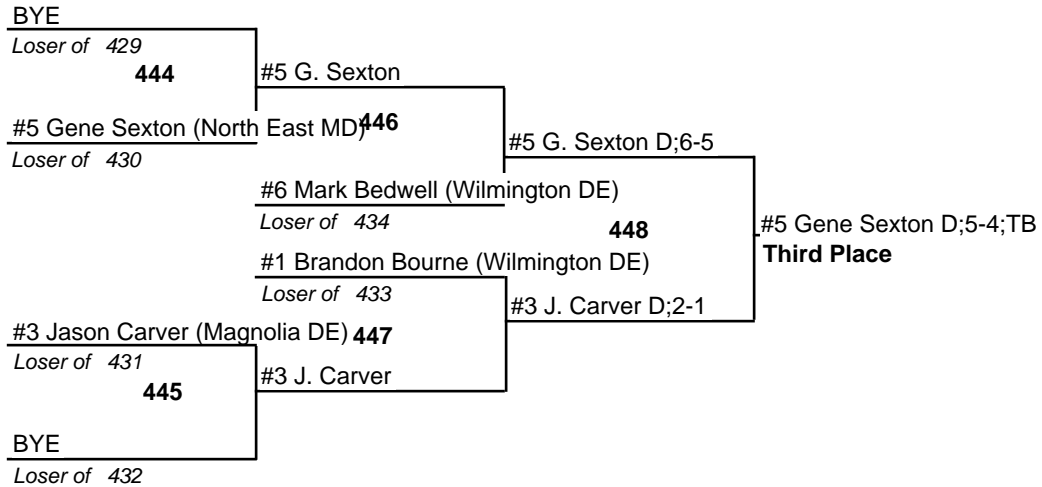 BYE
Loser of 429
444
#5 G. Sexton
#5 Gene Sexton (North East MD)
446
Loser of 430
#5 G. Sexton D;6-5
#6 Mark Bedwell (Wilmington DE)
Loser of 434
448
#5 Gene Sexton D;5-4;TB
Third Place
#1 Brandon Bourne (Wilmington DE)
Loser of 433
#3 J. Carver D;2-1
#3 Jason Carver (Magnolia DE)
447
Loser of 431
445
#3 J. Carver
BYE
Loser of 432